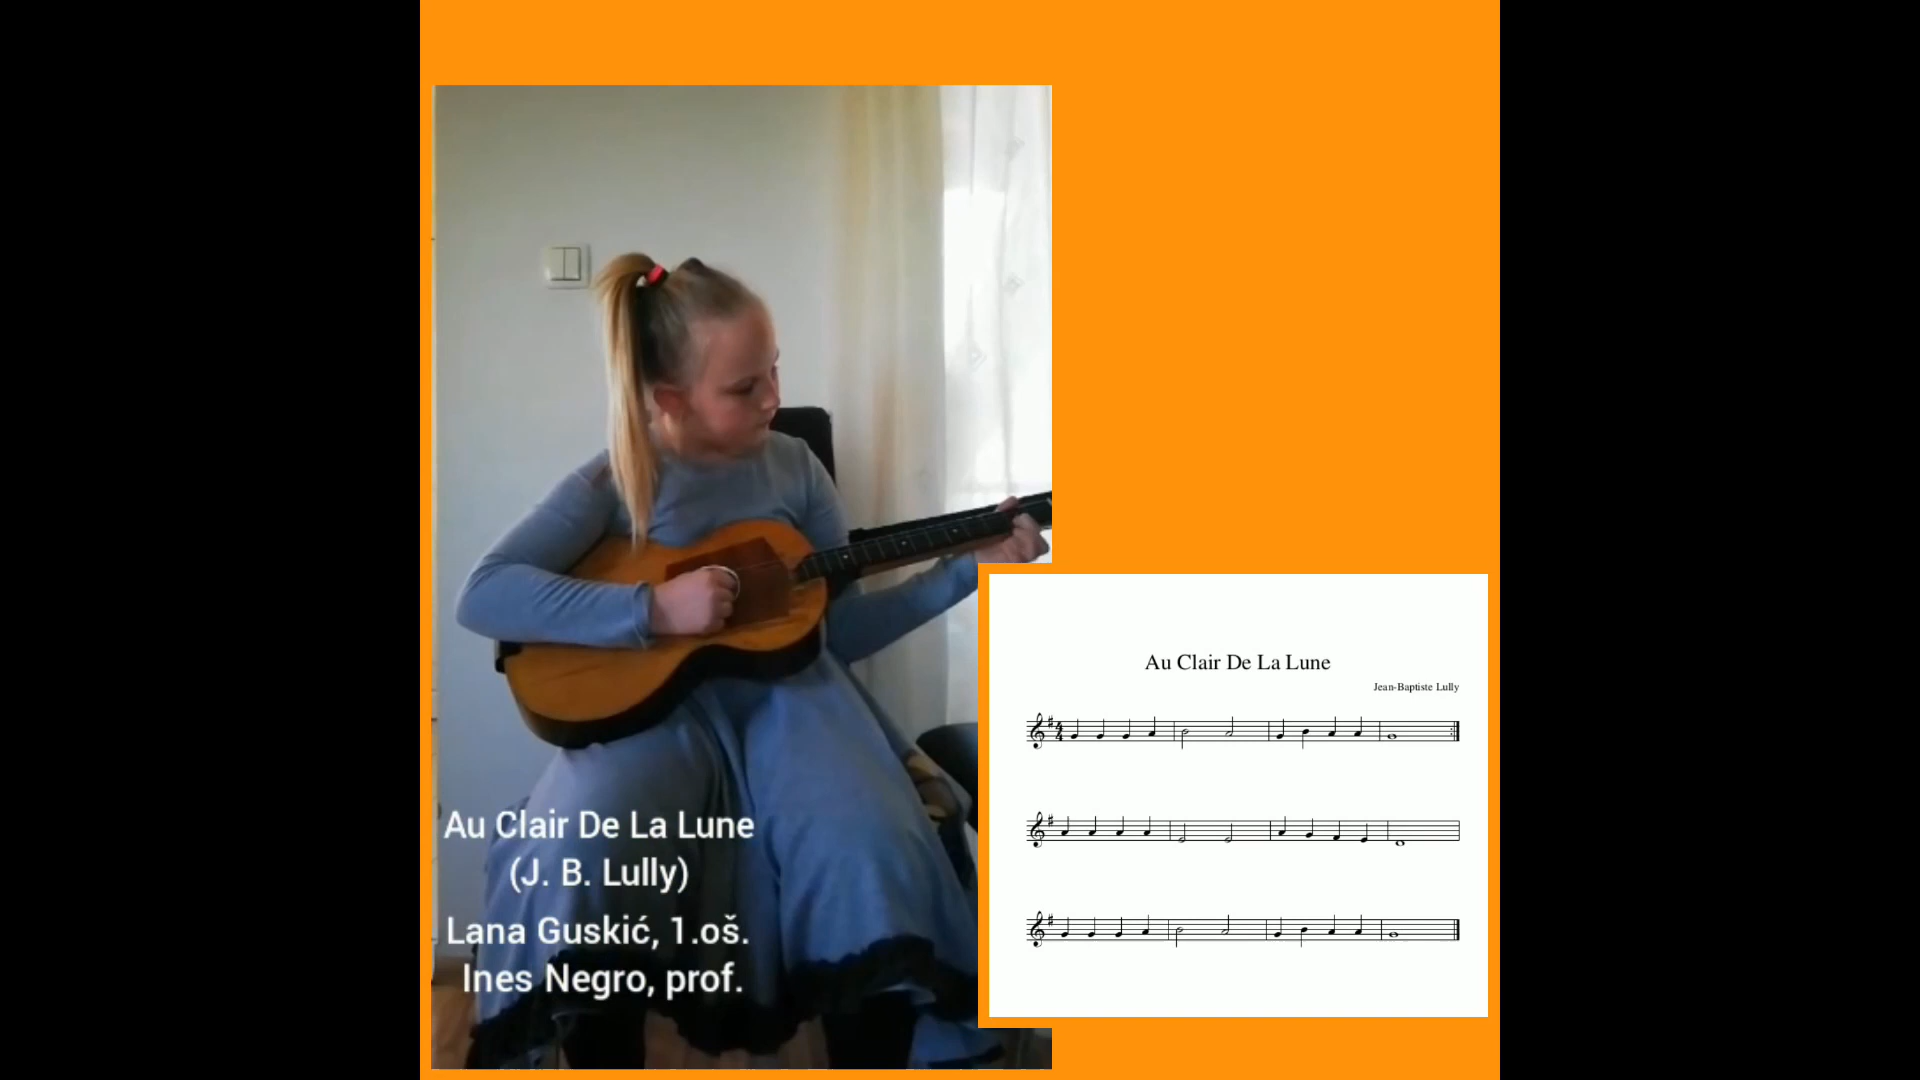 Au Clair De La Lune
(J. B. Lully)
Lana Guskić, 1.oš.
Ines Negro, prof.
Au Clair De La Lune
Jean-Baptiste Lully